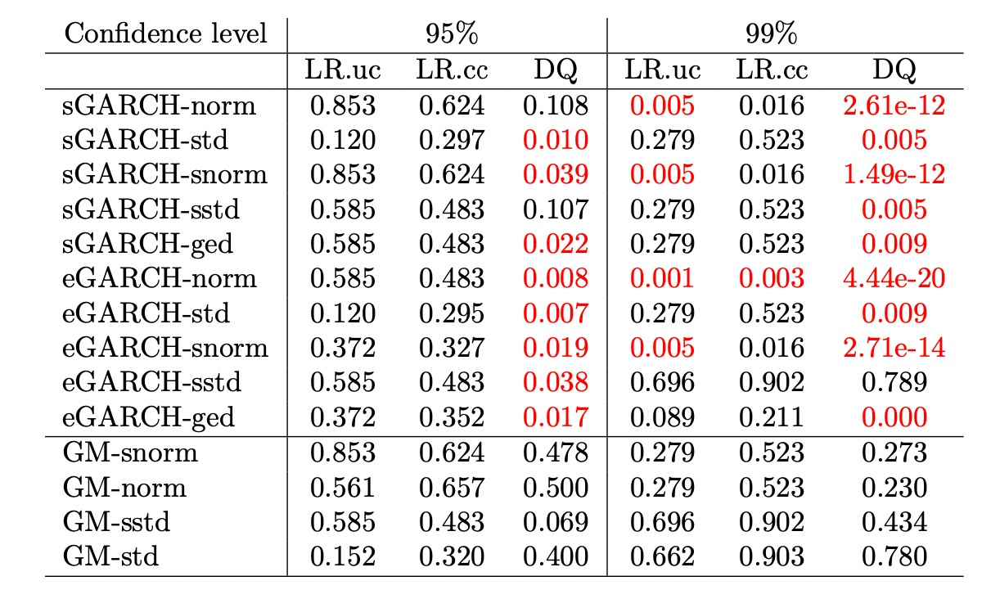 Confidence level 95% 99%
LR.uc LR.cc DQ LR.uc LR.cc DQ
sGARCH-norm 0.853 0.624 0.108 0.005 0.016 2.61e-12
sGARCH-std 0.120 0.297 0.010 0.279 0.523 0.005
sGARCH-snorm 0.853 0.624 0.039 0.005 0.016 1.49e-12
sGARCH-sstd 0.585 0.483 0.107 0.279 0.523 0.005
sGARCH-ged 0.585 0.483 0.022 0.279 0.523 0.009
eGARCH-norm 0.585 0.483 0.008 0.001 0.003 4.44e-20
eGARCH-std 0.120 0.295 0.007 0.279 0.523 0.009
eGARCH-snorm 0.372 0.327 0.019 0.005 0.016 2.71e-14
eGARCH-sstd 0.585 0.483 0.038 0.696 0.902 0.789
eGARCH-ged 0.372 0.352 0.017 0.089 0.211 0.000
GM-snorm 0.853 0.624 0.478 0.279 0.523 0.273
GM-norm 0.561 0.657 0.500 0.279 0.523 0.230
GM-sstd 0.585 0.483 0.069 0.696 0.902 0.434
GM-std 0.152 0.320 0.400 0.662 0.903 0.780